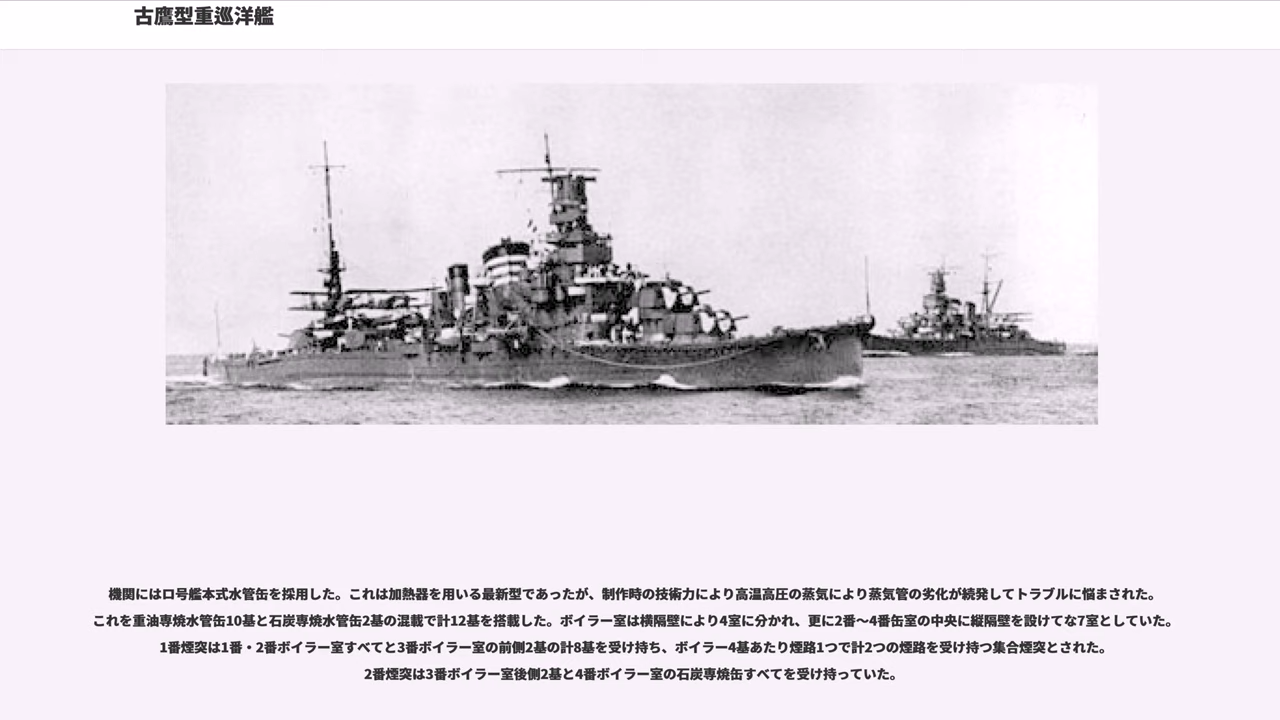 古鷹型重巡洋艦
機関にはロ号艦本式水管缶を採用した。これは加熱器を用いる最新型であったが、制作時の技術力により高温高圧の蒸気により蒸気管の劣化が続発してトラブルに悩まされた。
これを重油専焼水管缶10基と石炭専焼水管缶2基の混載で計12基を搭載した。ボイラー室は横隔壁により4室に分かれ、更に2番〜4番缶室の中央に縦隔壁を設けてな7室としていた。
1番煙突は1番・2番ボイラー室すべてと3番ボイラー室の前側2基の計8基を受け持ち、ボイラー4基あたり煙路1つで計2つの煙路を受け持つ集合煙突とされた。
2番煙突は3番ボイラー室後側2基と4番ボイラー室の石炭専焼缶すべてを受け持っていた。